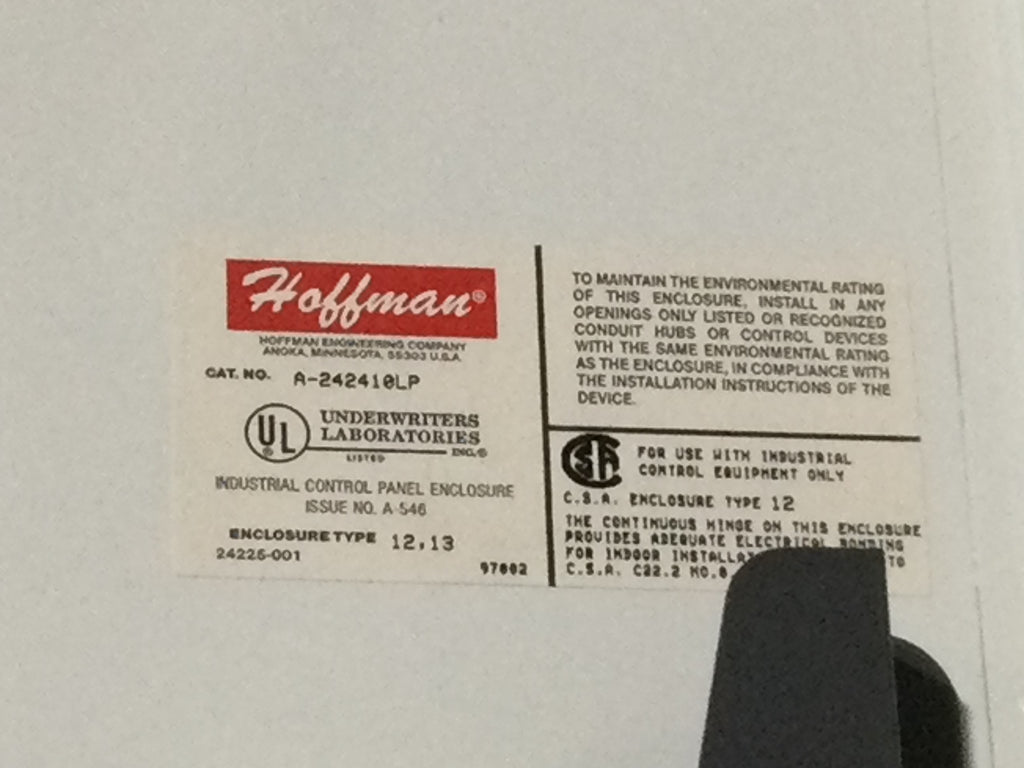 Hoffman®
HOFFMAN ENGINEERING COMPANY
ANOKA, MINNESOTA, 55303 U.S.A.
CAT. NO. A-242410LP
UL
®
UNDERWRITERS
LABORATORIES
INC.®
LISTED
INDUSTRIAL CONTROL PANEL ENCLOSURE
ISSUE NO. A-546
ENCLOSURE TYPE 12,13
24225-001
TO MAINTAIN THE ENVIRONMENTAL RATING
OF THIS ENCLOSURE, INSTALL IN ANY
OPENINGS ONLY LISTED OR RECOGNIZED
CONDUIT HUBS OR CONTROL DEVICES
WITH THE SAME ENVIRONMENTAL RATING
AS THE ENCLOSURE, IN COMPLIANCE WITH
THE INSTALLATION INSTRUCTIONS OF THE
DEVICE.
CSA
FOR USE WITH INDUSTRIAL
CONTROL EQUIPMENT ONLY
C.S.A. ENCLOSURE TYPE 12
THE CONTINUOUS HINGE ON THIS ENCLOSURE
PROVIDES ADEQUATE ELECTRICAL BONDING
FOR INDOOR TO
C.S.A. C22.2 NO.